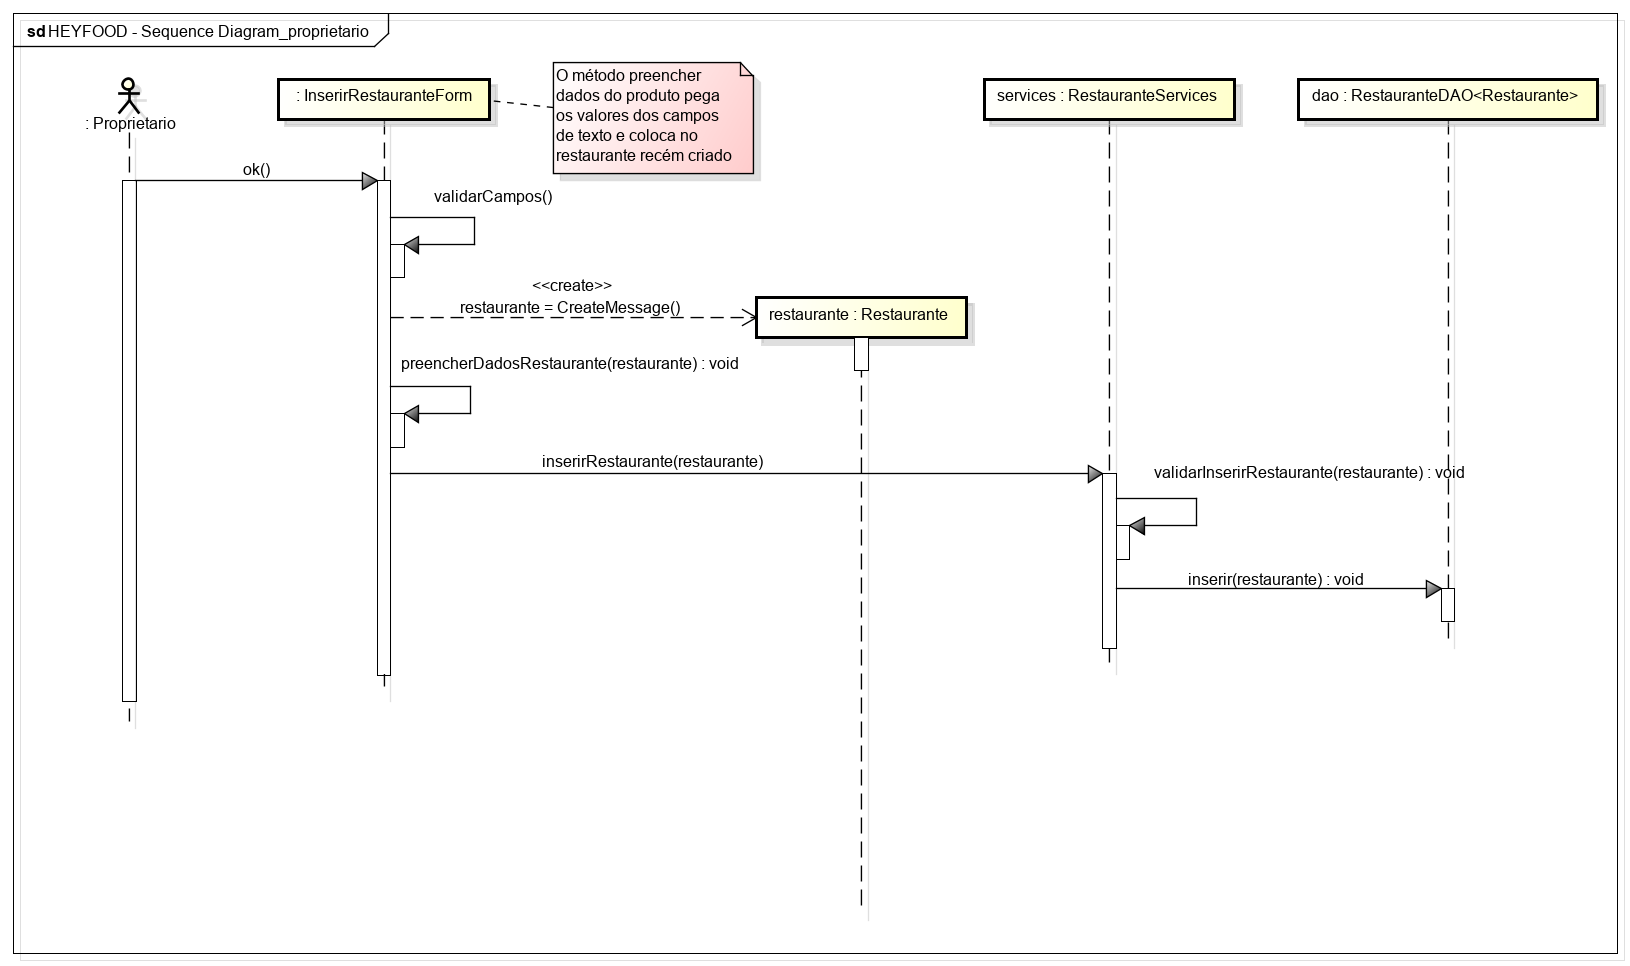 sd HEYFOOD - Sequence Diagram_proprietario
: Proprietario
: InserirRestauranteForm
O método preencher
dados do produto pega
os valores dos campos
de texto e coloca no
restaurante recém criado
services : RestauranteServices
dao : RestauranteDAO<Restaurante>
ok()
validarCampos()
<<create>>
restaurante = CreateMessage()
restaurante : Restaurante
preencherDadosRestaurante(restaurante) : void
inserirRestaurante(restaurante)
validarInserirRestaurante(restaurante) : void
inserir(restaurante) : void